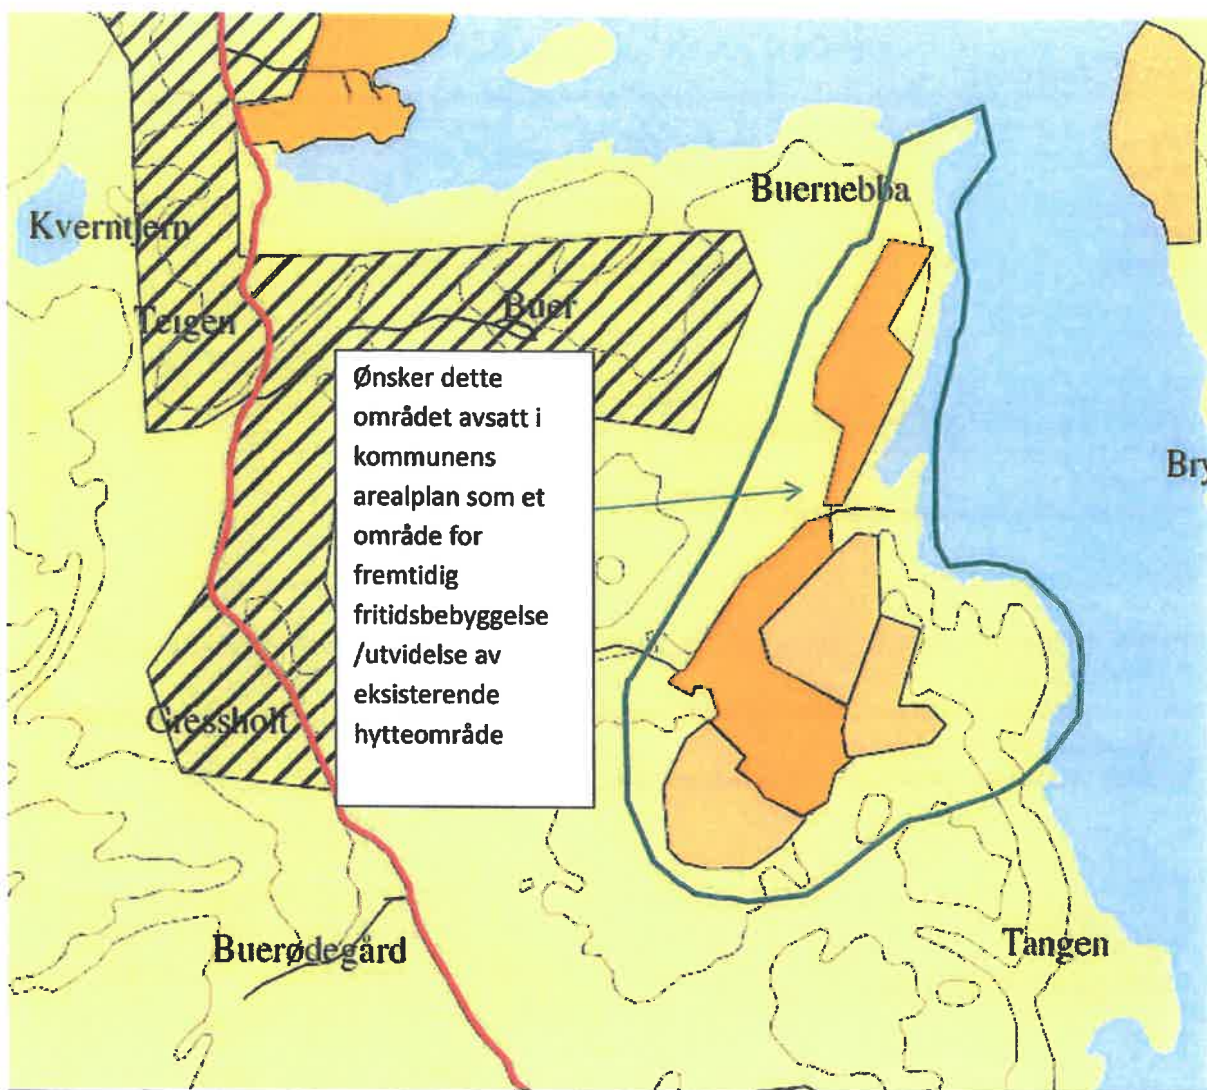 Buernebba
Kverntjern
Teigen
Buer
Ønsker dette
området avsatt i
kommunens
arealplan som et
område for
fremtidig
fritidsbebyggelse
/utvidelse av
eksisterende
hytteområde
Bry
Gressholt
Buerødegård
Tangen